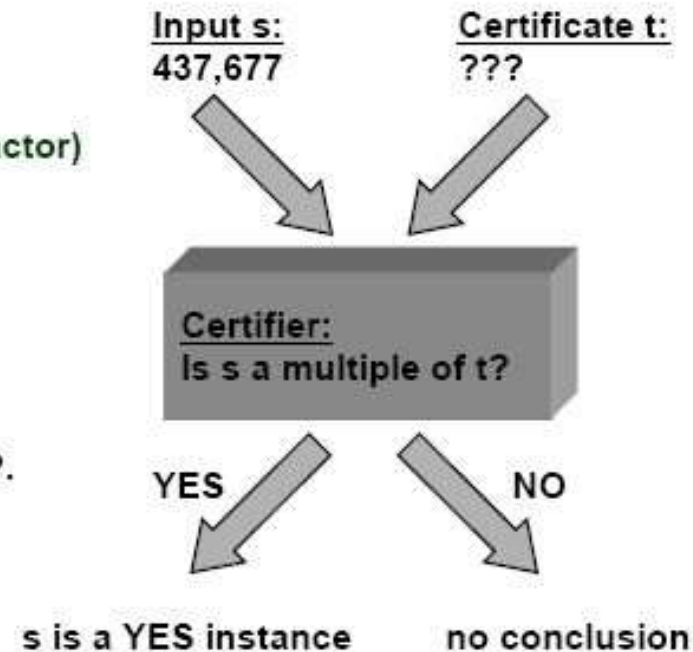 Input s:
437,677
Certificate t:
???
ctor)
Certifier:
Is s a multiple of t?
?.
YES
NO
s is a YES instance
no conclusion